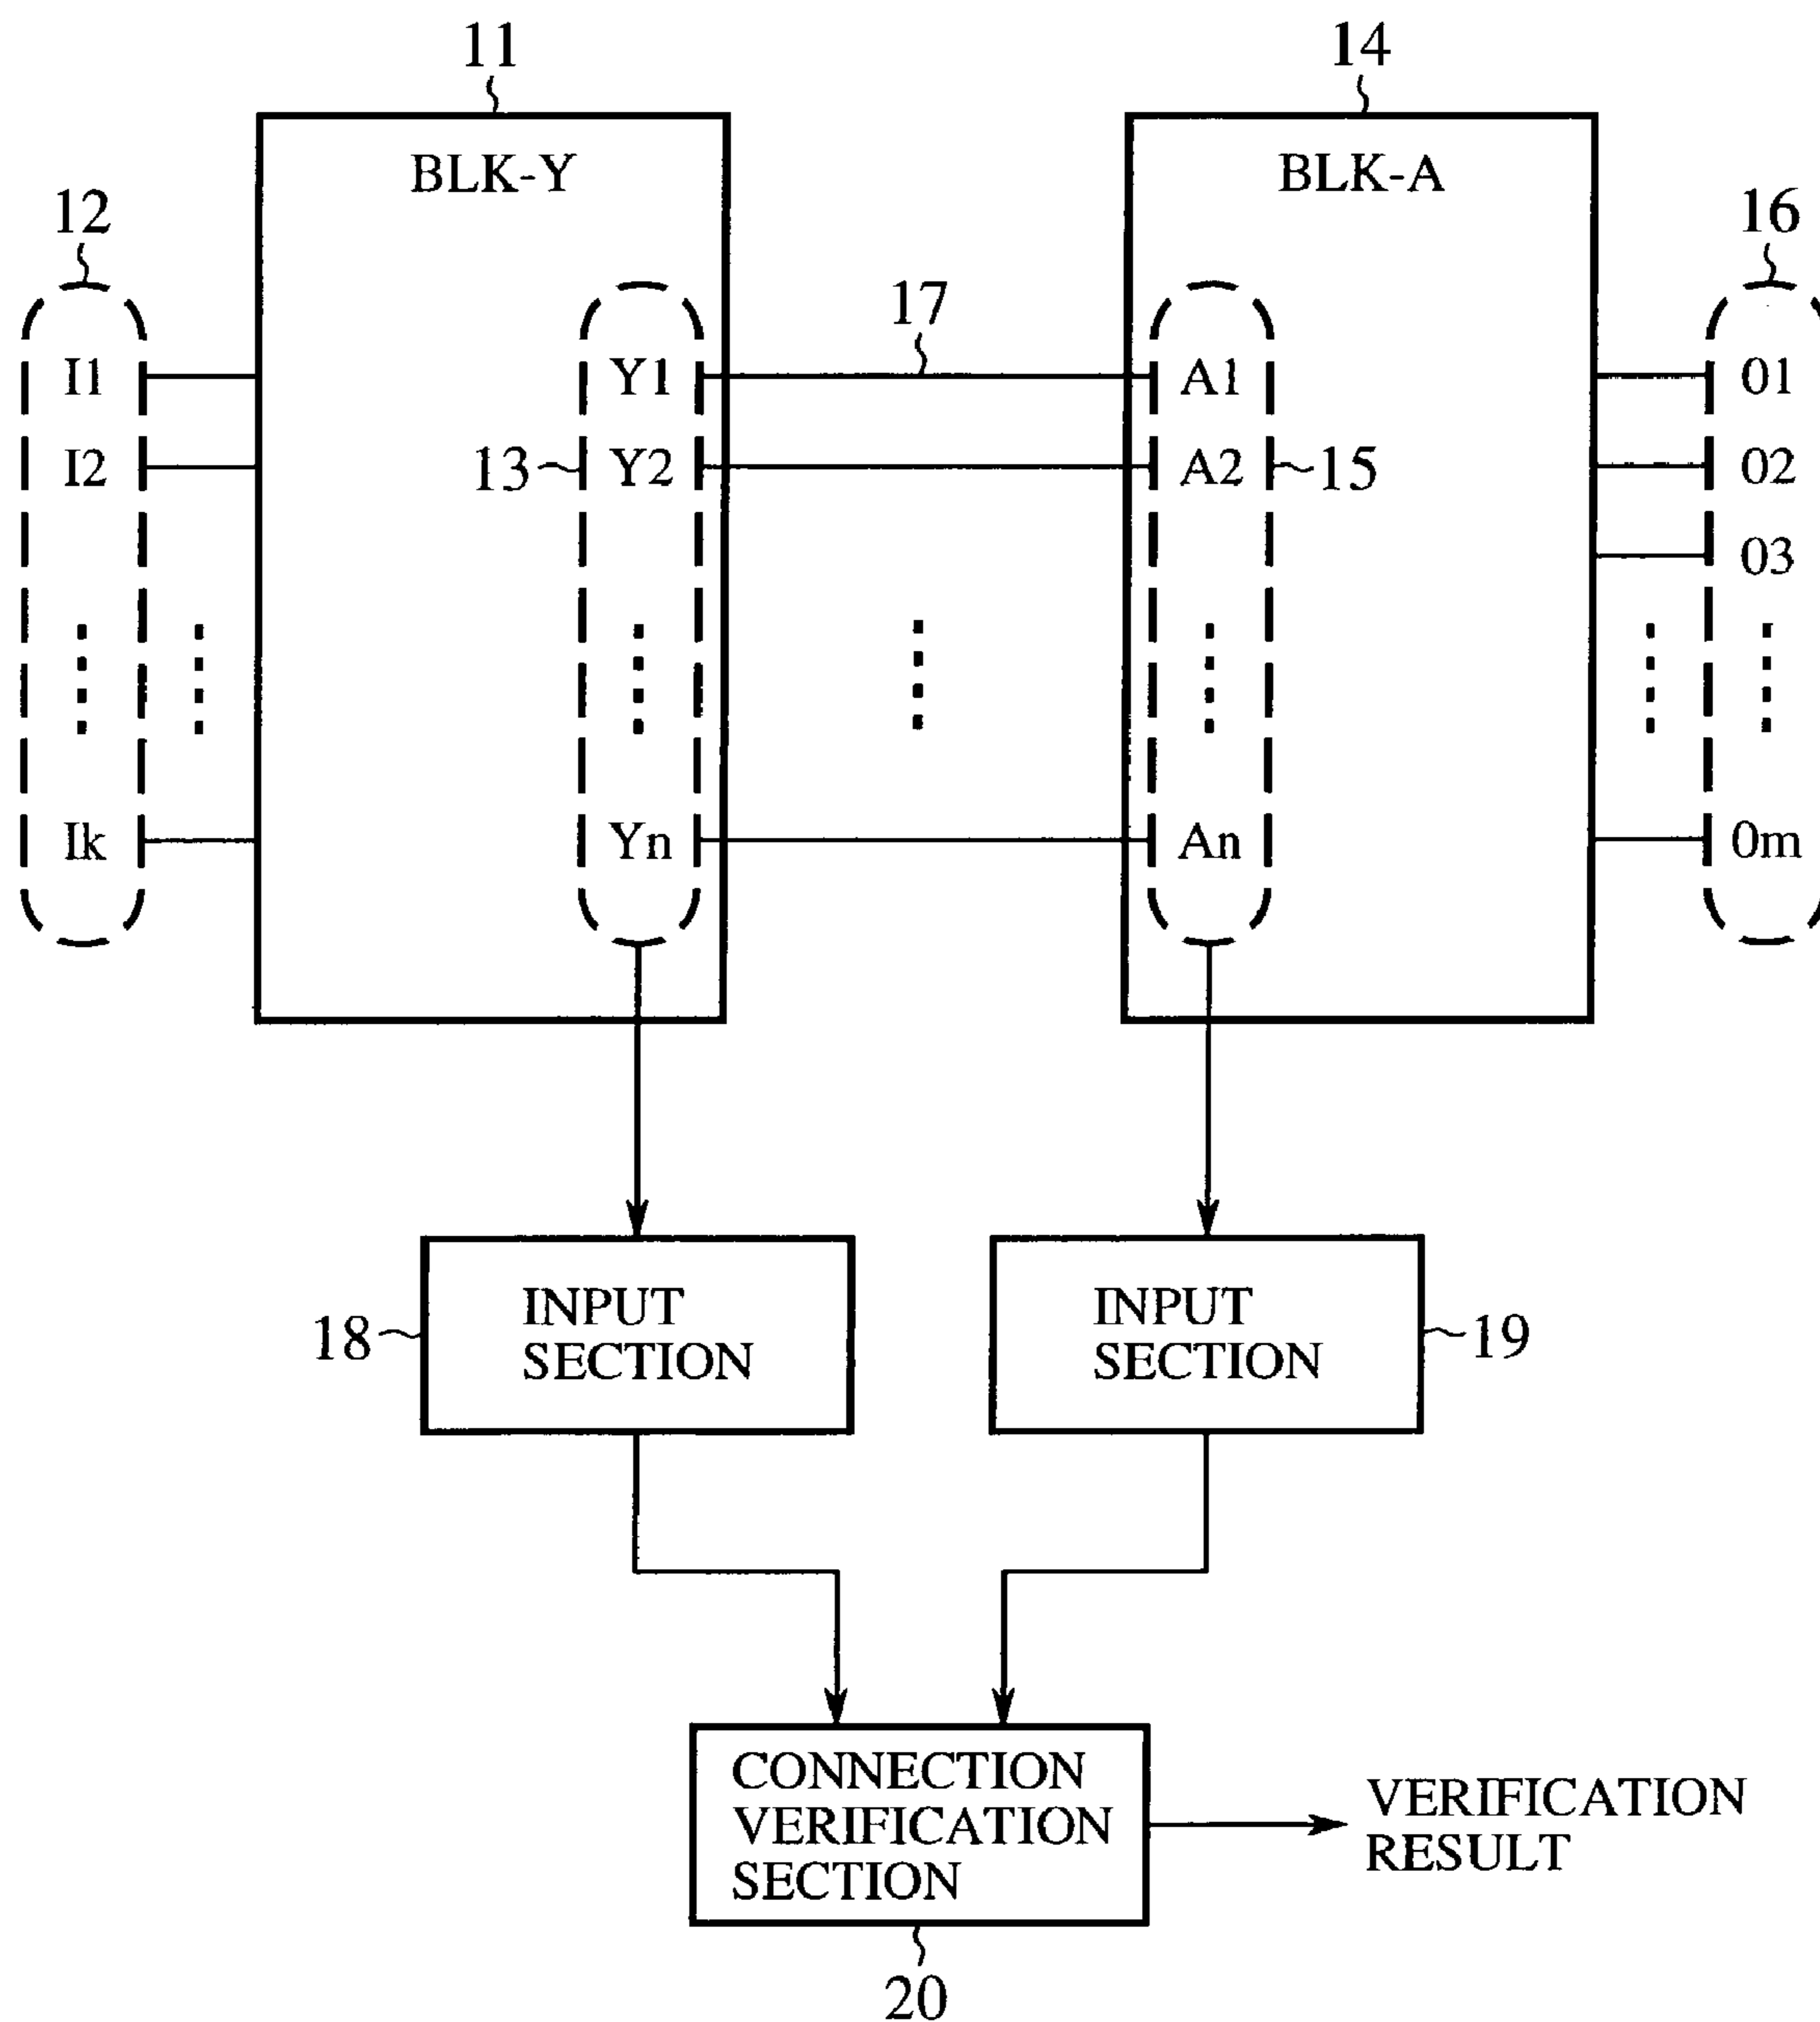 11
14
BLK-Y
BLK-A
12
16
17
I1
Y1
A1
01
I2
13
Y2
A2
15
02
03
Ik
Yn
An
0m
INPUT
SECTION
18
INPUT
SECTION
19
CONNECTION
VERIFICATION
SECTION
VERIFICATION
RESULT
20